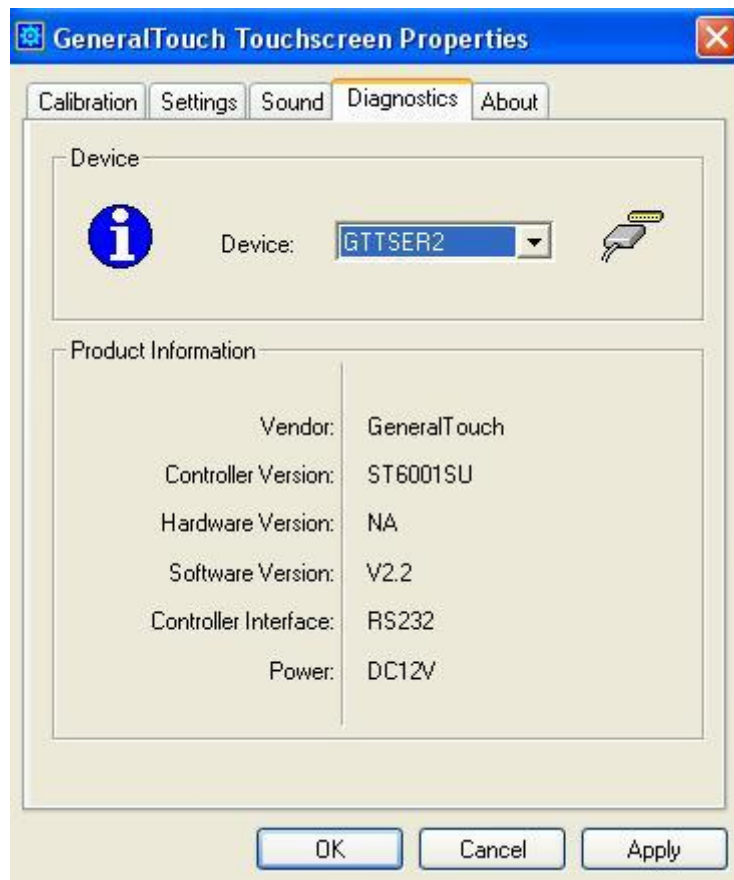 GeneralTouch Touchscreen Properties
Calibration Settings Sound Diagnostics About
Device
Device: GTTSER2
Product Information
Vendor: GeneralTouch
Controller Version: ST6001SU
Hardware Version: NA
Software Version: V2.2
Controller Interface: RS232
Power: DC12V
OK Cancel Apply